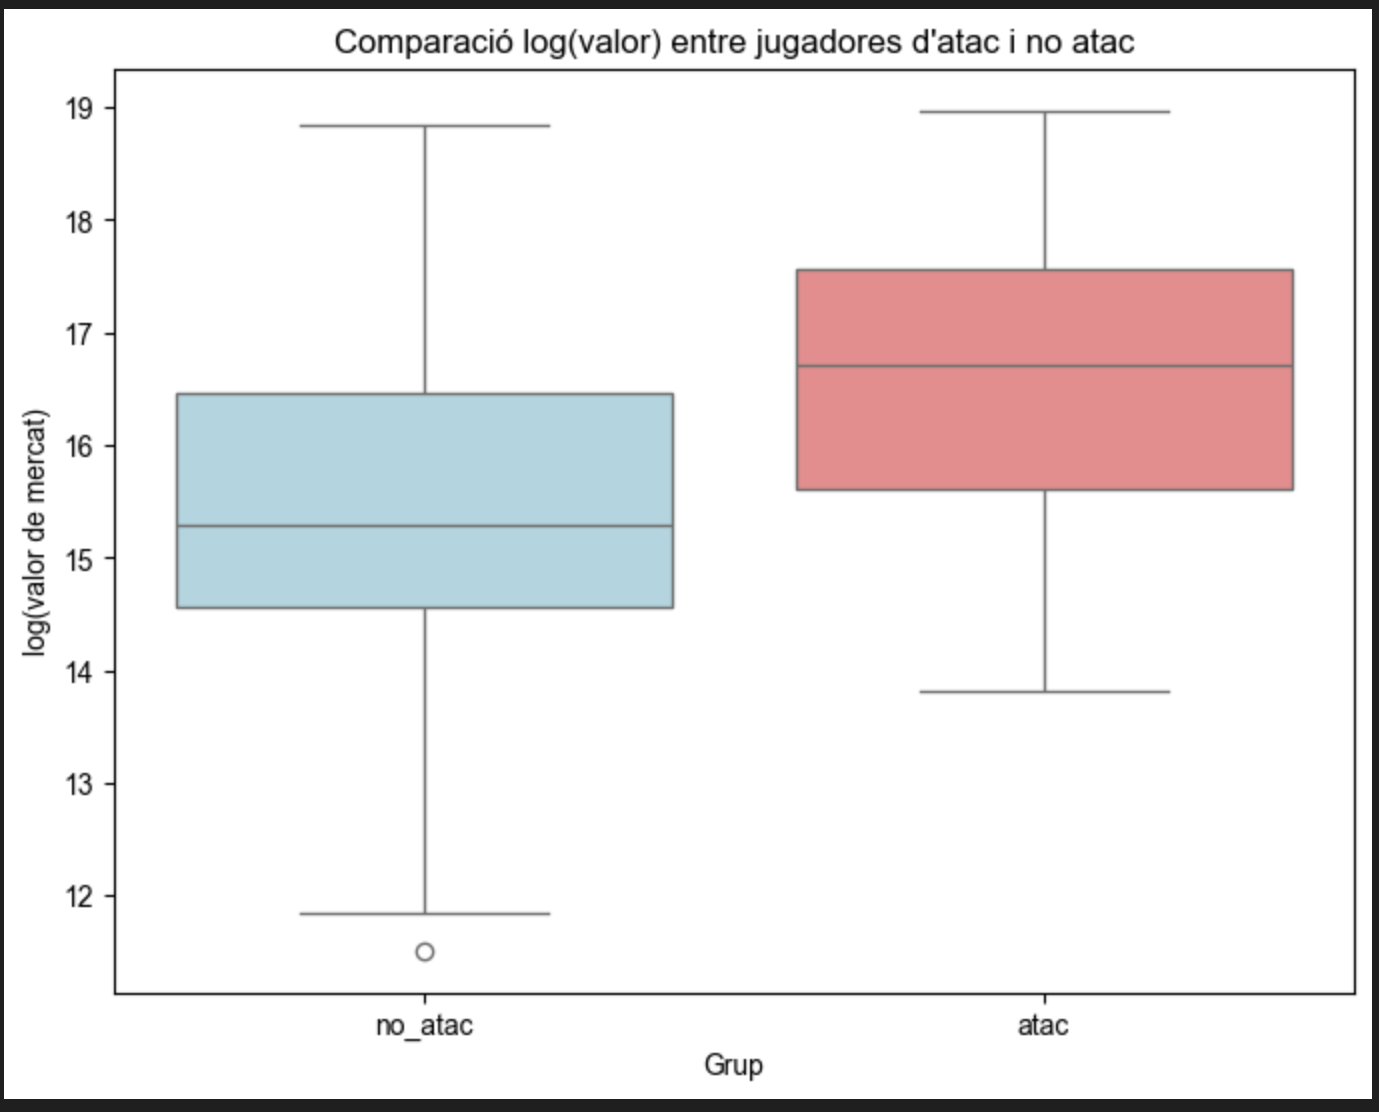 Comparació log(valor) entre jugadores d'atac i no atac
log(valor de mercat)
19
18
17
16
15
14
13
12
no_atac
atac
Grup